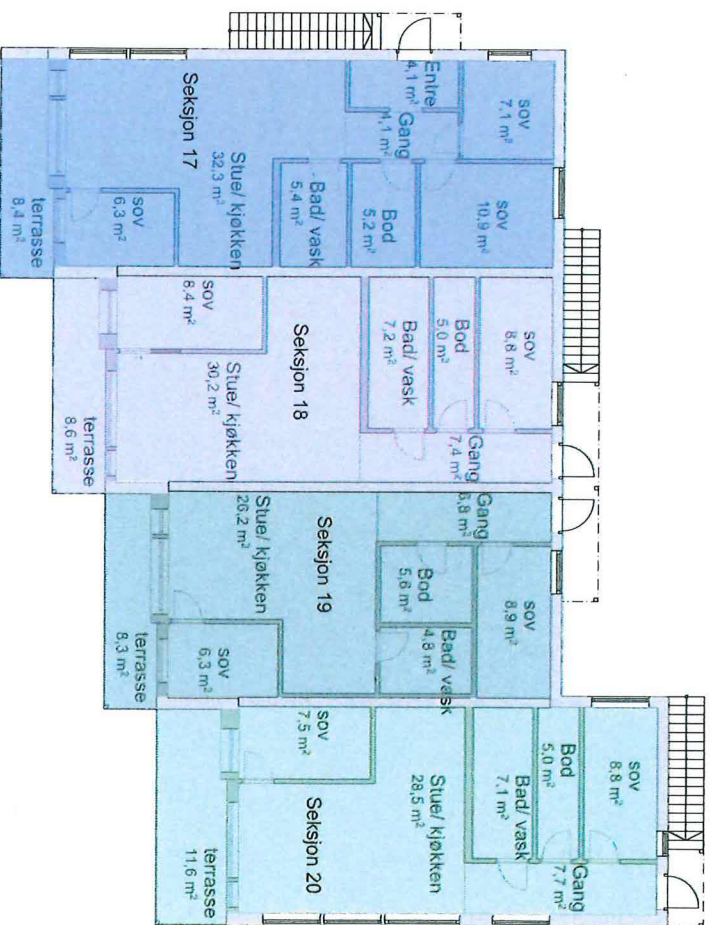 Seksjon 17
Entre
4,1 m²
Gang
4,1 m²
sov
7,1 m²
sov
10,9 m²
Bod
5,2 m²
Bad/ vask
5,4 m²
Stue/ kjøkken
32,3 m²
sov
6,3 m²
terrasse
8,4 m²
Seksjon 18
sov
8,8 m²
Bod
5,0 m²
Bad/ vask
7,2 m²
Gang
7,4 m²
sov
8,4 m²
Stue/ kjøkken
30,2 m²
terrasse
8,6 m²
Seksjon 19
Gang
6,8 m²
sov
8,9 m²
Bod
5,6 m²
Bad/ vask
4,8 m²
Stue/ kjøkken
26,2 m²
sov
6,3 m²
terrasse
8,3 m²
Seksjon 20
sov
8,8 m²
Bod
5,0 m²
Bad/ vask
7,1 m²
Gang
7,7 m²
Stue/ kjøkken
28,5 m²
sov
7,5 m²
terrasse
11,6 m²